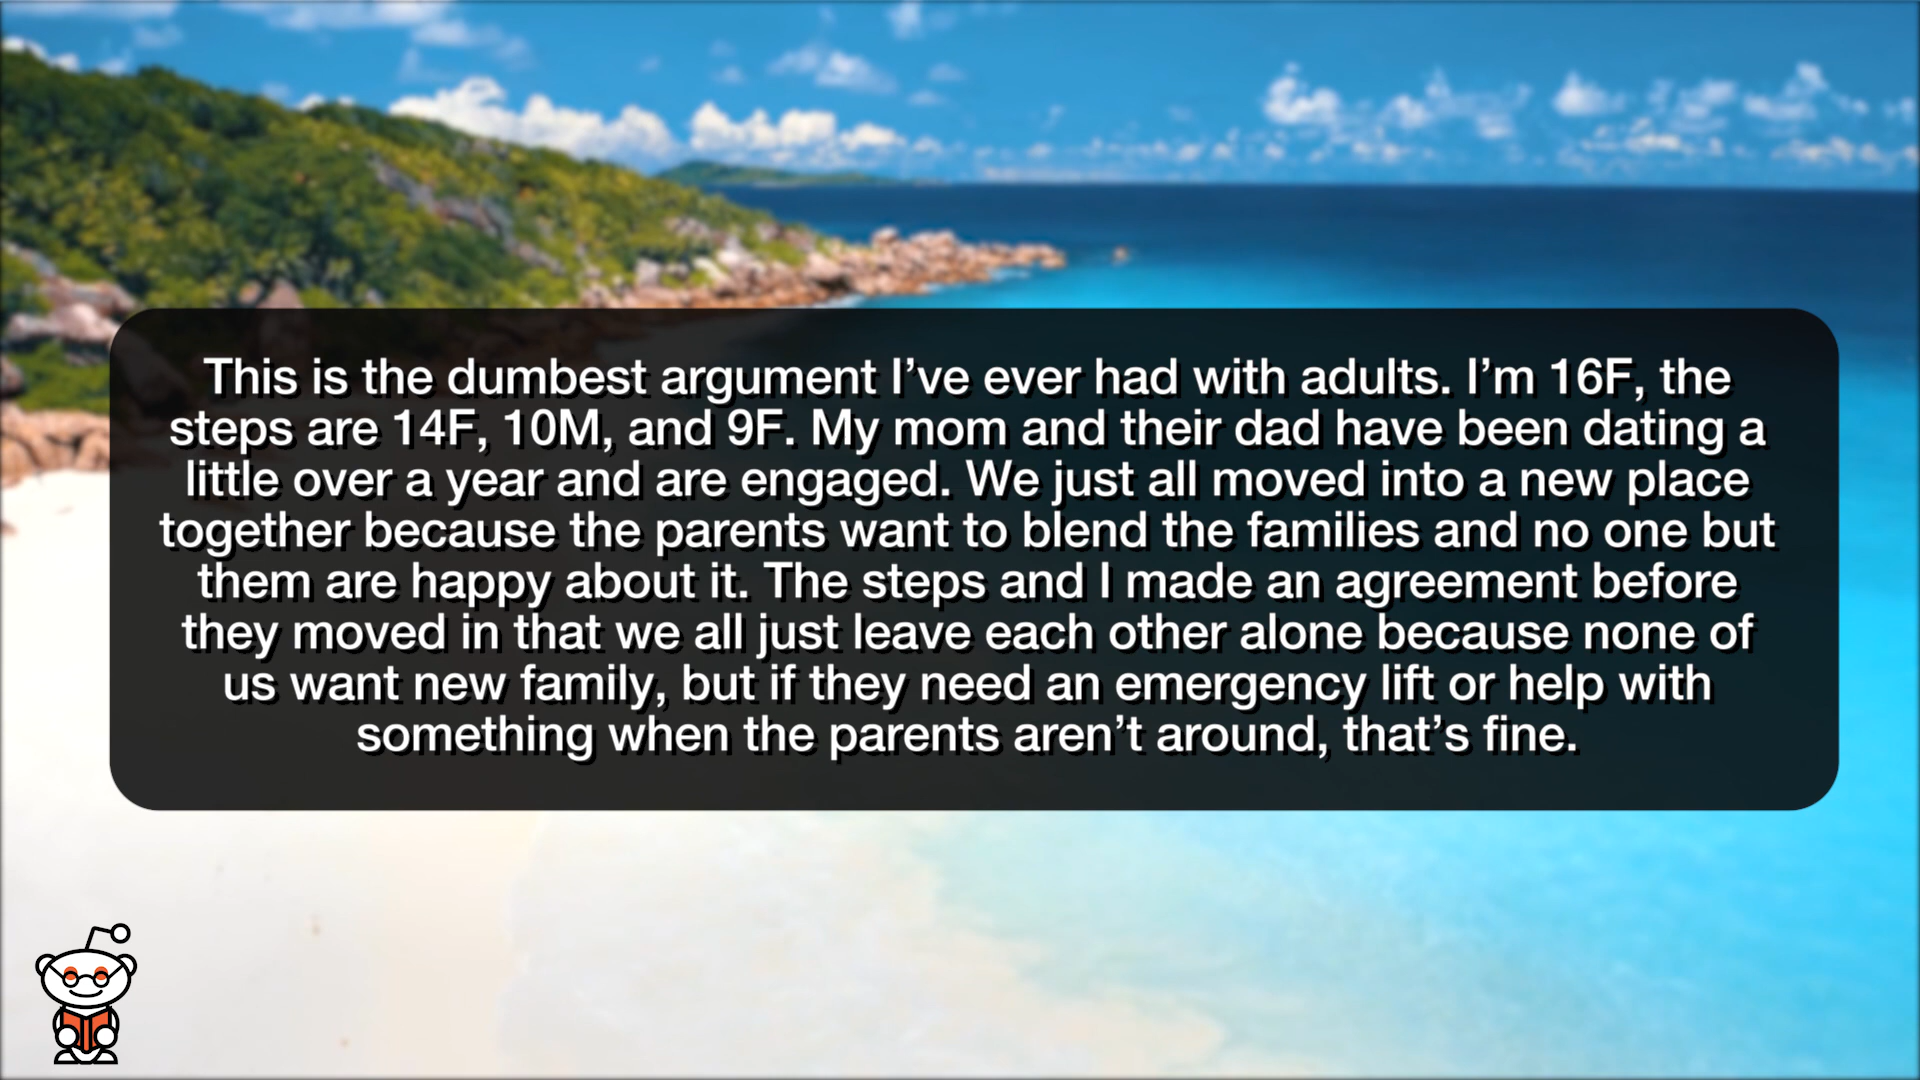 This is the dumbest argument I’ve ever had with adults. I’m 16F, the
steps are 14F, 10M, and 9F. My mom and their dad have been dating a
little over a year and are engaged. We just all moved into a new place
together because the parents want to blend the families and no one but
them are happy about it. The steps and I made an agreement before
they moved in that we all just leave each other alone because none of
us want new family, but if they need an emergency lift or help with
something when the parents aren’t around, that’s fine.